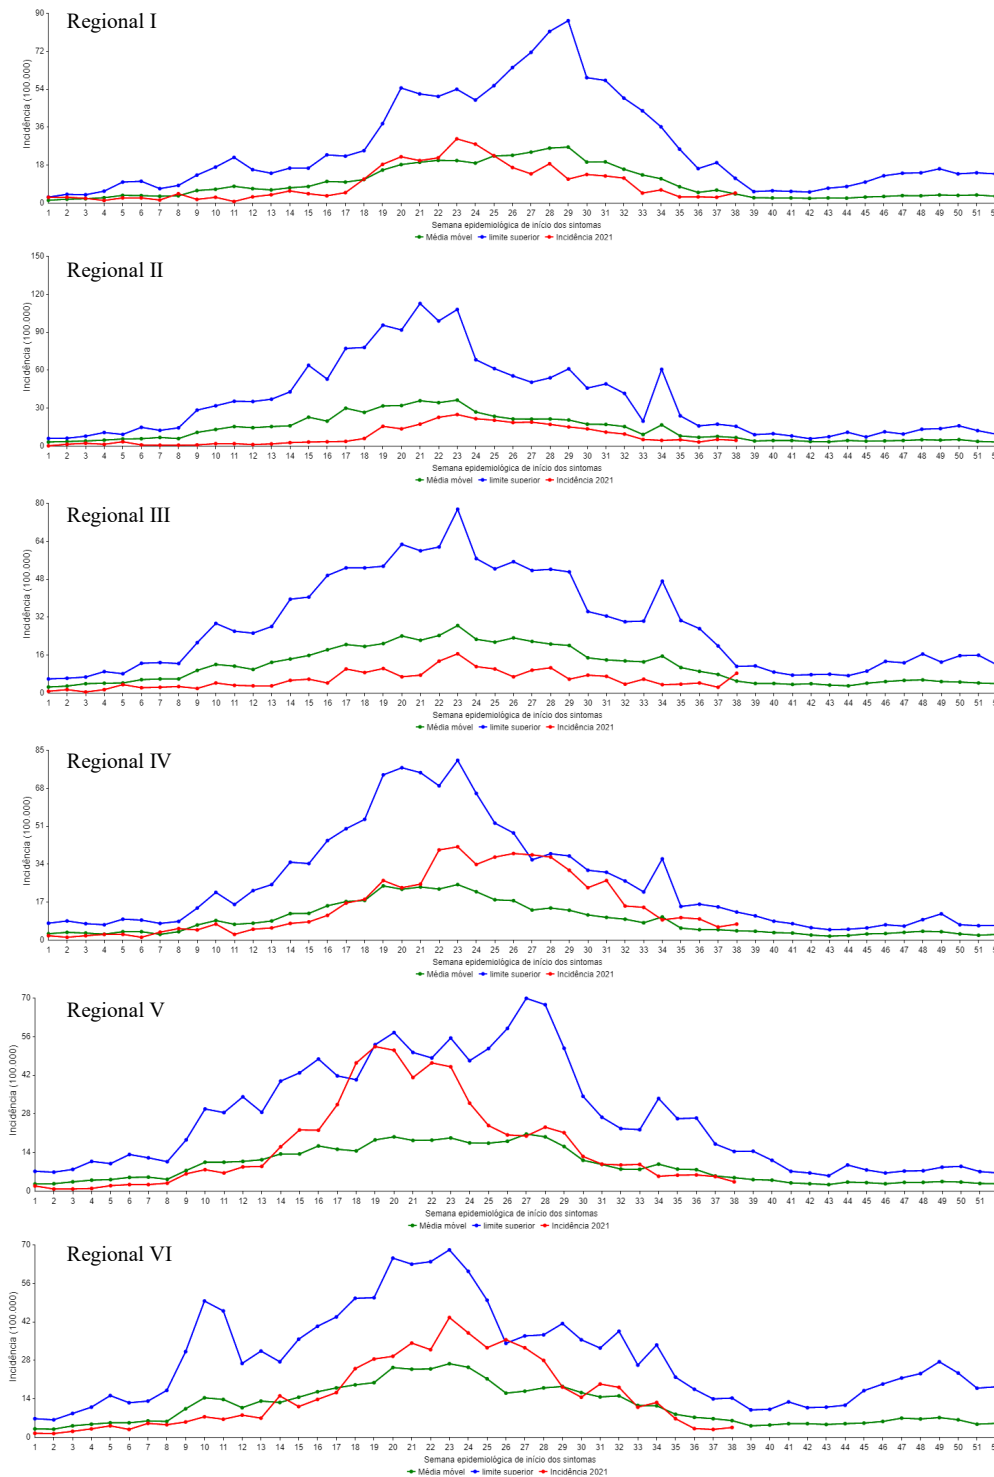 Regional I
Incidência (100.000)
90
72
54
36
18
0
1 2 3 4 5 6 7 8 9 10 11 12 13 14 15 16 17 18 19 20 21 22 23 24 25 26 27 28 29 30 31 32 33 34 35 36 37 38 39 40 41 42 43 44 45 46 47 48 49 50 51
Semana epidemiológica de início dos sintomas
Média móvel limite superior Incidência 2021
Regional II
Incidência (100.000)
150
120
90
60
30
0
1 2 3 4 5 6 7 8 9 10 11 12 13 14 15 16 17 18 19 20 21 22 23 24 25 26 27 28 29 30 31 32 33 34 35 36 37 38 39 40 41 42 43 44 45 46 47 48 49 50 51
Semana epidemiológica de início dos sintomas
Média móvel limite superior Incidência 2021
Regional III
Incidência (100.000)
80
64
48
32
16
0
1 2 3 4 5 6 7 8 9 10 11 12 13 14 15 16 17 18 19 20 21 22 23 24 25 26 27 28 29 30 31 32 33 34 35 36 37 38 39 40 41 42 43 44 45 46 47 48 49 50 51
Semana epidemiológica de início dos sintomas
Média móvel limite superior Incidência 2021
Regional IV
Incidência (100.000)
85
68
51
34
17
0
1 2 3 4 5 6 7 8 9 10 11 12 13 14 15 16 17 18 19 20 21 22 23 24 25 26 27 28 29 30 31 32 33 34 35 36 37 38 39 40 41 42 43 44 45 46 47 48 49 50 51
Semana epidemiológica de início dos sintomas
Média móvel limite superior Incidência 2021
Regional V
Incidência (100.000)
70
56
42
28
14
0
1 2 3 4 5 6 7 8 9 10 11 12 13 14 15 16 17 18 19 20 21 22 23 24 25 26 27 28 29 30 31 32 33 34 35 36 37 38 39 40 41 42 43 44 45 46 47 48 49 50 51
Semana epidemiológica de início dos sintomas
Média móvel limite superior Incidência 2021
Regional VI
Incidência (100.000)
70
56
42
28
14
0
1 2 3 4 5 6 7 8 9 10 11 12 13 14 15 16 17 18 19 20 21 22 23 24 25 26 27 28 29 30 31 32 33 34 35 36 37 38 39 40 41 42 43 44 45 46 47 48 49 50 51
Semana epidemiológica de início dos sintomas
Média móvel limite superior Incidência 2021